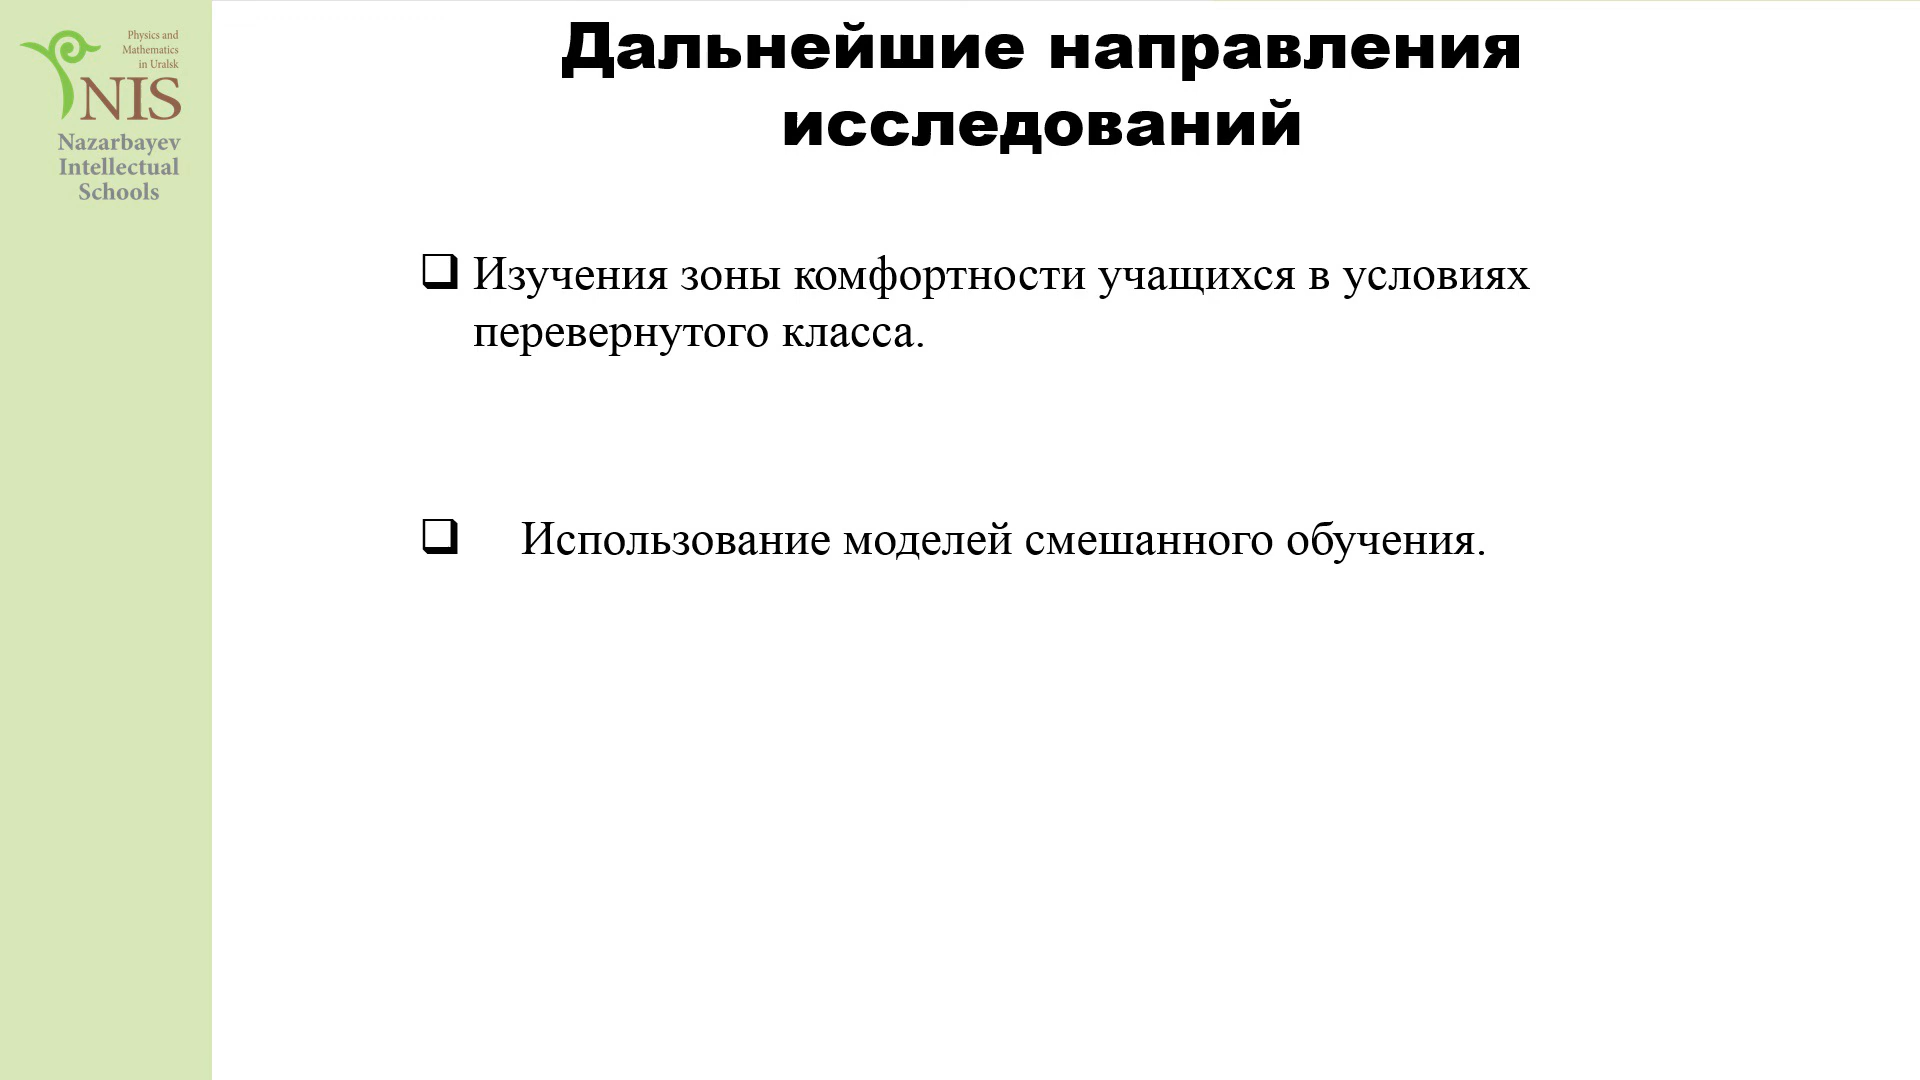 Physics and
Mathematics
in Uralsk
NIS
Nazarbayev
Intellectual
Schools
Дальнейшие направления
исследований
Изучения зоны комфортности учащихся в условиях
перевернутого класса.
Использование моделей смешанного обучения.